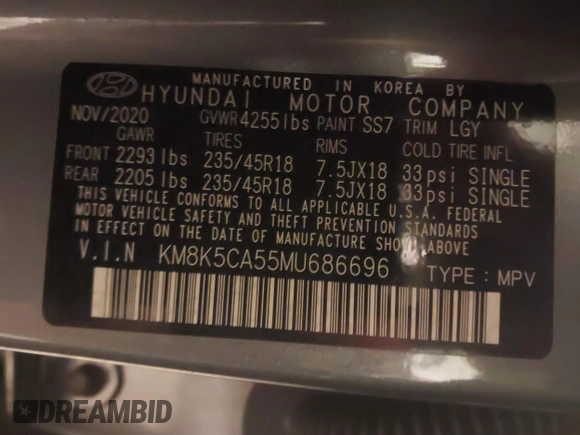 MANUFACTURED IN KOREA BY
HYUNDAI MOTOR COMPANY
NOV/2020 GVWR 4255lbs PAINT SS7 TRIM LGY
GAWR TIRES RIMS COLD TIRE INFL
FRONT 2293lbs 235/45R18 7.5JX18 33psi SINGLE
REAR 2205lbs 235/45R18 7.5JX18 33psi SINGLE
THIS VEHICLE CONFORMS TO ALL APPLICABLE U.S.A. FEDERAL
MOTOR VEHICLE SAFETY AND THEFT PREVENTION STANDARDS
IN EFFECT ON THE DATE OF MANUFACTURE SHOWN ABOVE.
V.I.N KM8K5CA55MU686696 TYPE: MPV
DREAMBID